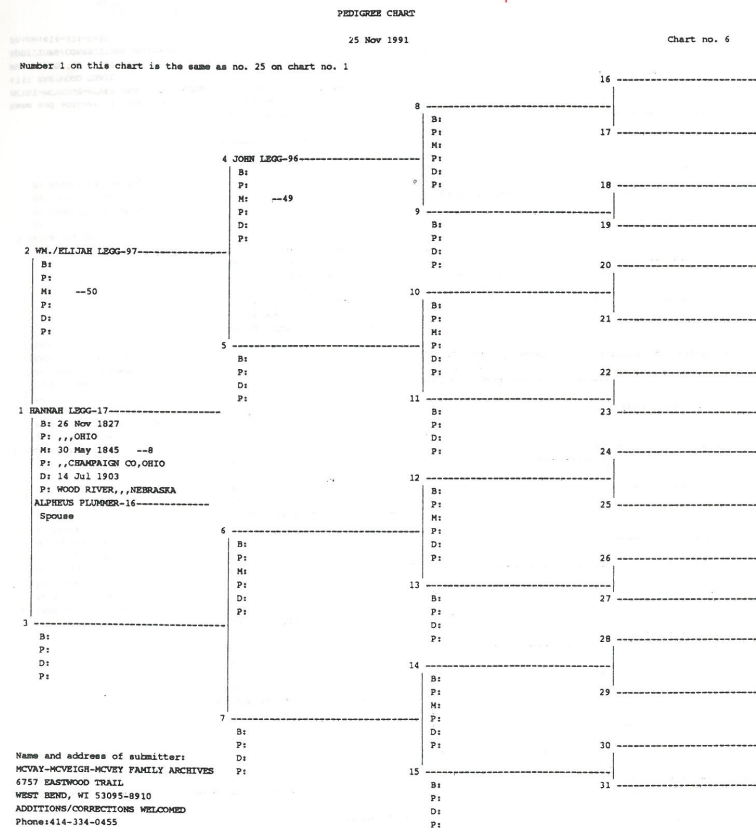 PEDIGREE CHART
25 Nov 1991
Chart no. 6
Number 1 on this chart is the same as no. 25 on chart no. 1
16
8
B:
P:
17
M:
4 JOHN LEGG-96
P:
B:
D:
P:
P:
18
M: --49
P:
9
D:
B:
19
P:
P:
2 WM./ELIJAH LEGG-97
D:
B:
P:
20
P:
M: --50
10
P:
B:
D:
P:
21
P:
M:
5
P:
B:
D:
P:
P:
22
D:
P:
11
1 HANNAH LEGG-17
B:
23
B: 26 Nov 1827
P:
P: ,,,OHIO
D:
M: 30 May 1845 --8
P:
24
P: ,,CHAMPAIGN CO,OHIO
D: 14 Jul 1903
12
P: WOOD RIVER,,,NEBRASKA
B:
ALPHEUS PLUMMER-16
P:
25
Spouse
M:
6
P:
B:
D:
P:
P:
26
M:
P:
13
D:
B:
27
P:
P:
3
D:
B:
P:
28
P:
D:
14
P:
B:
P:
29
M:
7
P:
B:
D:
P:
P:
30
D:
P:
15
Name and address of submitter:
MCVAY-MCVEIGH-MCVEY FAMILY ARCHIVES
6757 EASTWOOD TRAIL
B:
31
WEST BEND, WI 53095-8910
P:
ADDITIONS/CORRECTIONS WELCOMED
D:
Phone:414-334-0455
P: